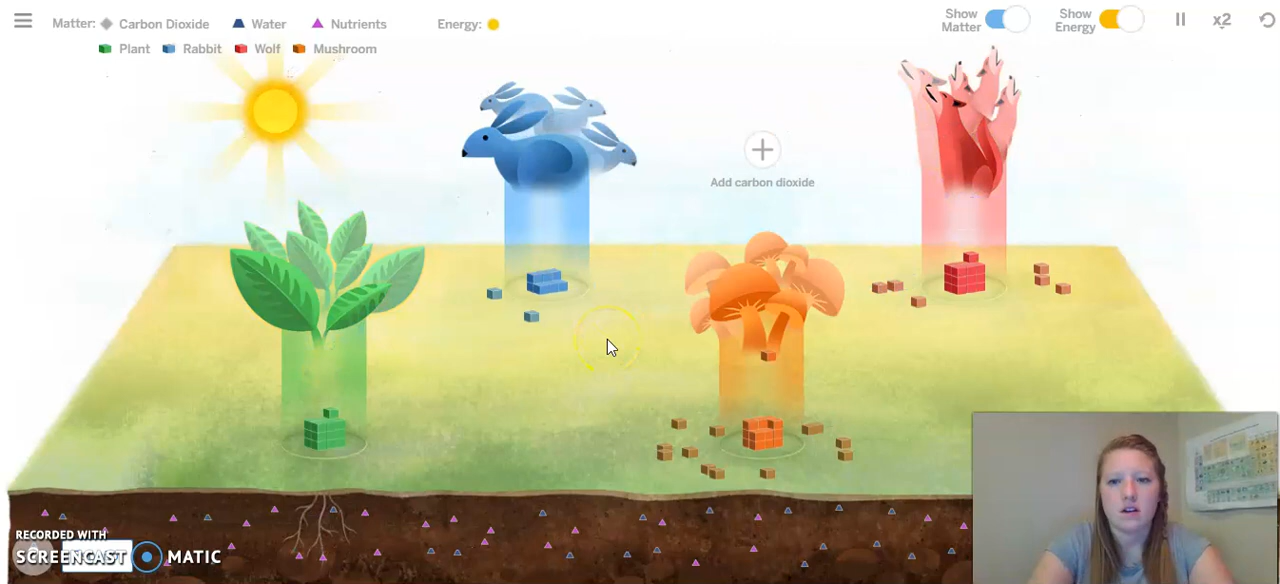 Matter: Carbon Dioxide Water Nutrients Energy:
Plant Rabbit Wolf Mushroom
Show Matter
Show Energy
x2
Add carbon dioxide
RECORDED WITH
SCREENCAST MATIC